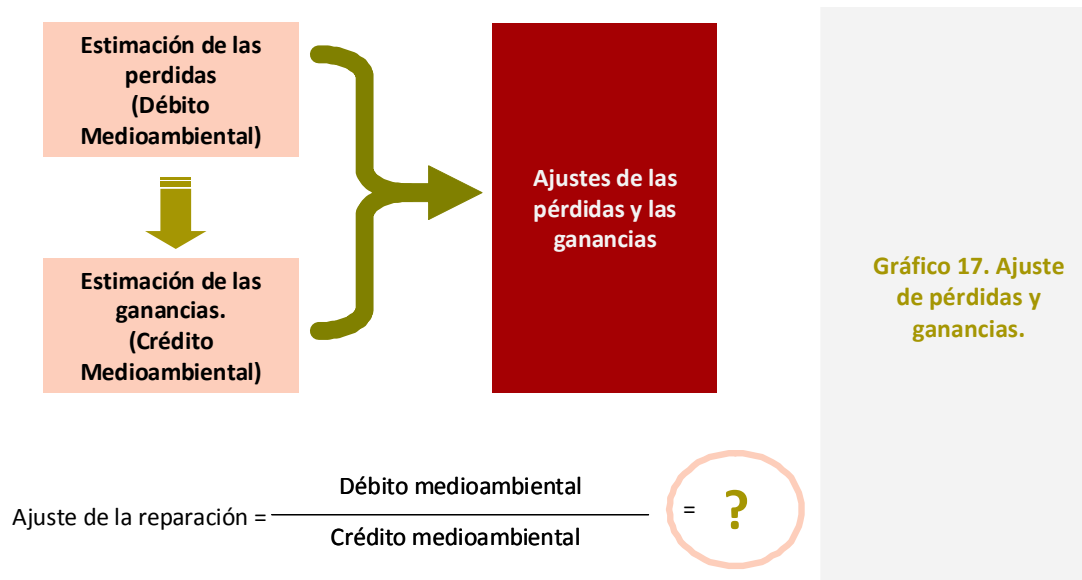 Estimación de las
perdidas
(Débito
Medioambiental)
Estimación de las
ganancias.
(Crédito
Medioambiental)
Ajustes de las
pérdidas y las
ganancias
Gráfico 17. Ajuste
de pérdidas y
ganancias.
Débito medioambiental
Ajuste de la reparación = = ?
Crédito medioambiental